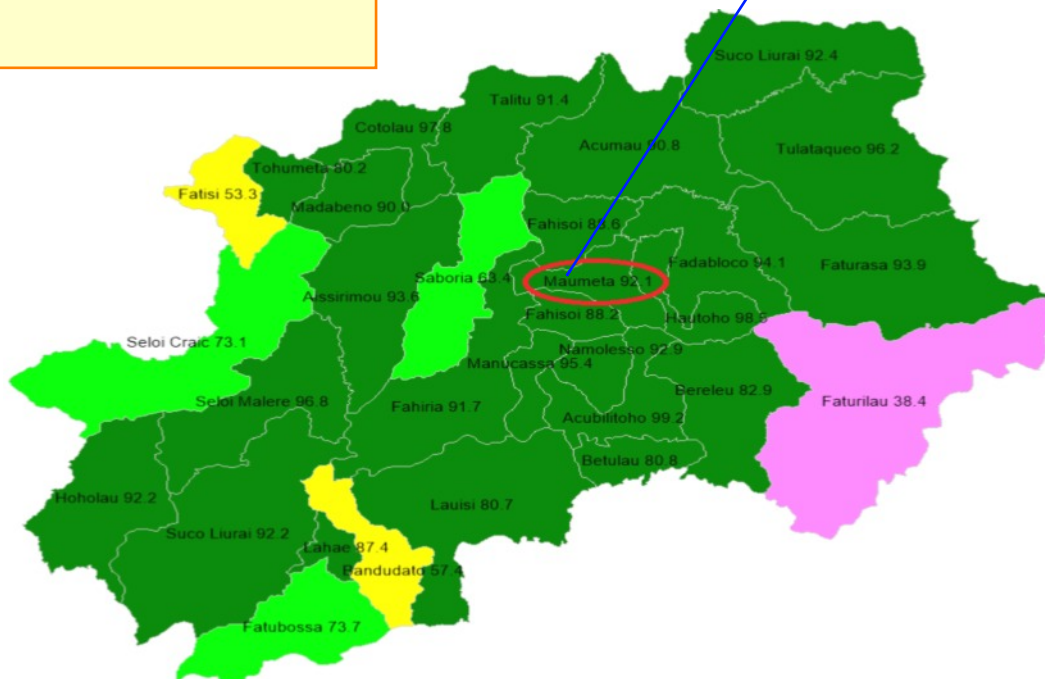 Suco Liurai 92.4
Talitu 91.4
Cotolau 97.8
Acumau 90.8
Tulataqueo 96.2
Tohumeta 80.2
Fatisi 53.3
Madabeno 90.0
Fahisoi 88.6
Fadabloco 94.1
Faturasa 93.9
Saboria 63.4
Maumeta 92.1
Aissirimou 93.6
Fahisoi 88.2
Hautoho 98.6
Seloi Craic 73.1
Namolesso 92.9
Manucassa 95.4
Bereleu 82.9
Seloi Malere 96.8
Fahiria 91.7
Faturilau 38.4
Acubilitoho 99.2
Betulau 80.8
Hoholau 92.2
Lauisi 80.7
Suco Liurai 92.2
Lahae 87.4
Bandudato 57.4
Fatubossa 73.7